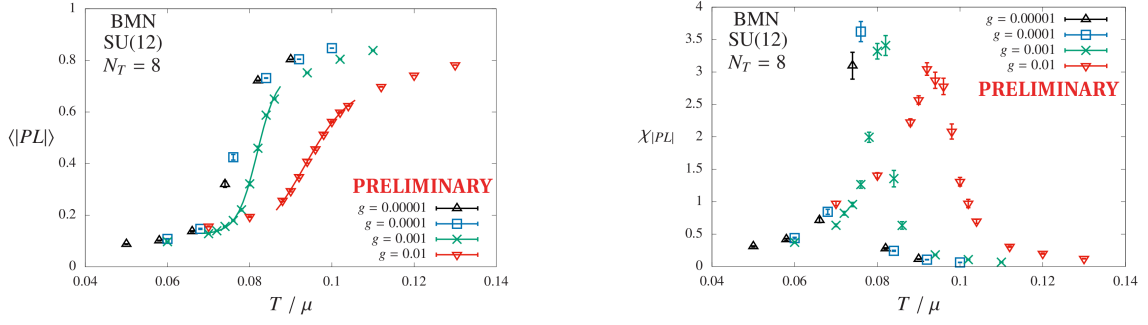 BMN
SU(12)
N_T = 8
⟨|PL|⟩
1
0.8
0.6
0.4
0.2
0
PRELIMINARY
g = 0.00001
g = 0.0001
g = 0.001
g = 0.01
0.04 0.06 0.08 0.1 0.12 0.14
T / μ
BMN
SU(12)
N_T = 8
χ|PL|
4
3.5
3
2.5
2
1.5
1
0.5
0
g = 0.00001
g = 0.0001
g = 0.001
g = 0.01
PRELIMINARY
0.04 0.06 0.08 0.1 0.12 0.14
T / μ